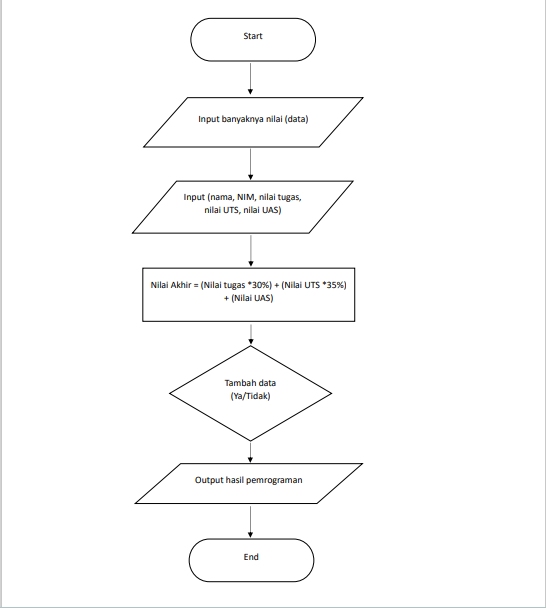 Start
Input banyaknya nilai (data)
Input (nama, NIM, nilai tugas,
nilai UTS, nilai UAS)
Nilai Akhir = (Nilai tugas *30%) + (Nilai UTS *35%)
+ (Nilai UAS)
Tambah data
(Ya/Tidak)
Output hasil pemrograman
End